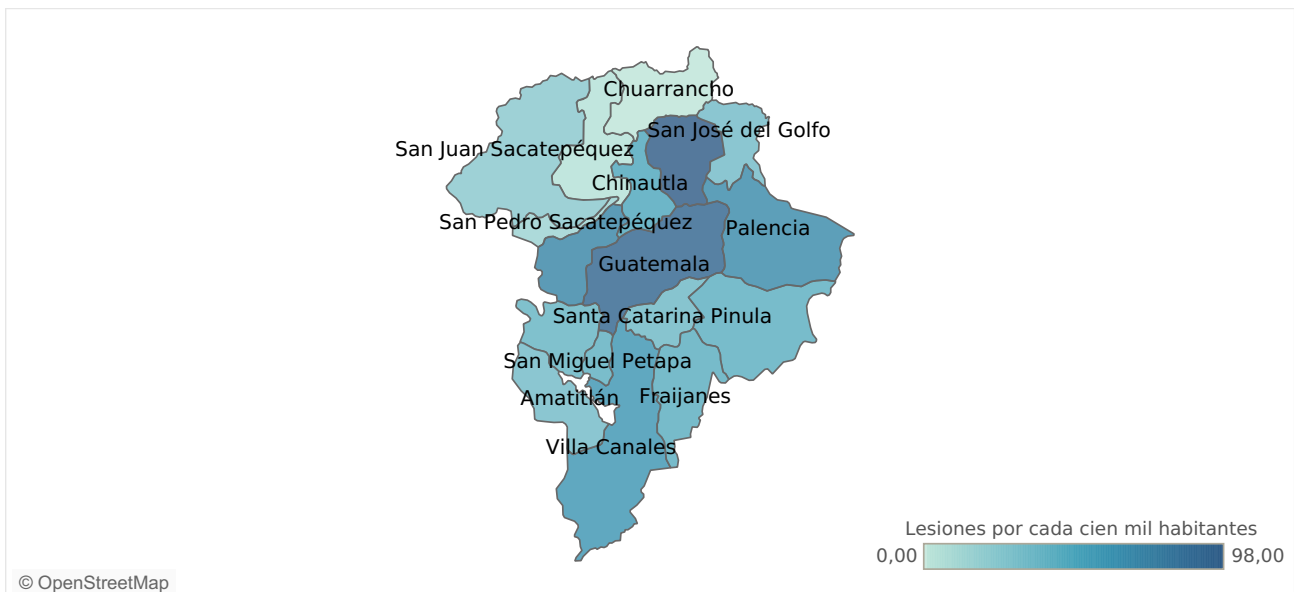 Chuarrancho
San José del Golfo
San Juan Sacatepéquez
Chinautla
San Pedro Sacatepéquez
Palencia
Guatemala
Santa Catarina Pinula
San Miguel Petapa
Amatitlán
Fraijanes
Villa Canales
Lesiones por cada cien mil habitantes
0,00
98,00
© OpenStreetMap